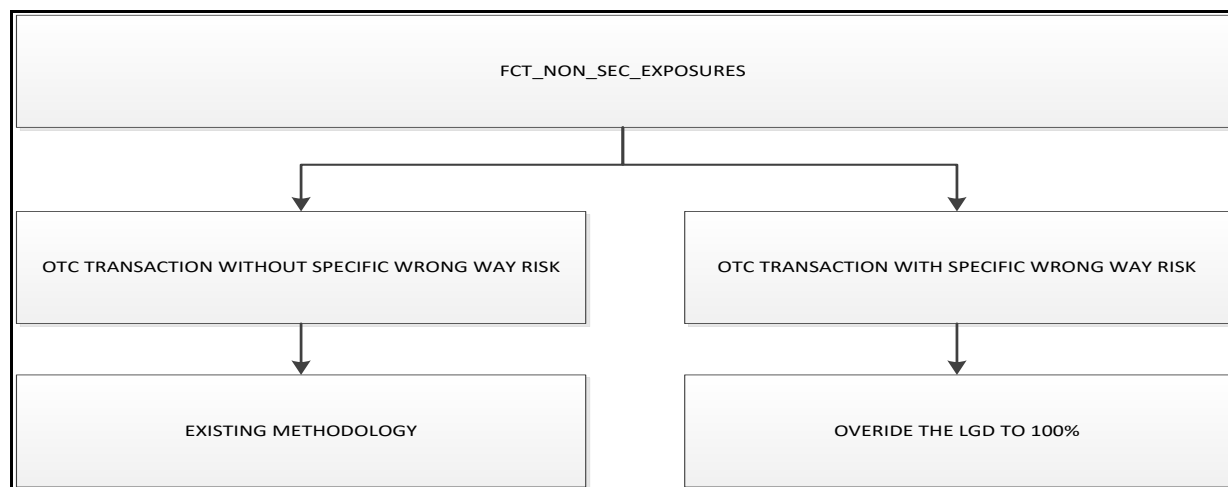 FCT_NON_SEC_EXPOSURES
OTC TRANSACTION WITHOUT SPECIFIC WRONG WAY RISK
OTC TRANSACTION WITH SPECIFIC WRONG WAY RISK
EXISTING METHODOLOGY
OVERIDE THE LGD TO 100%